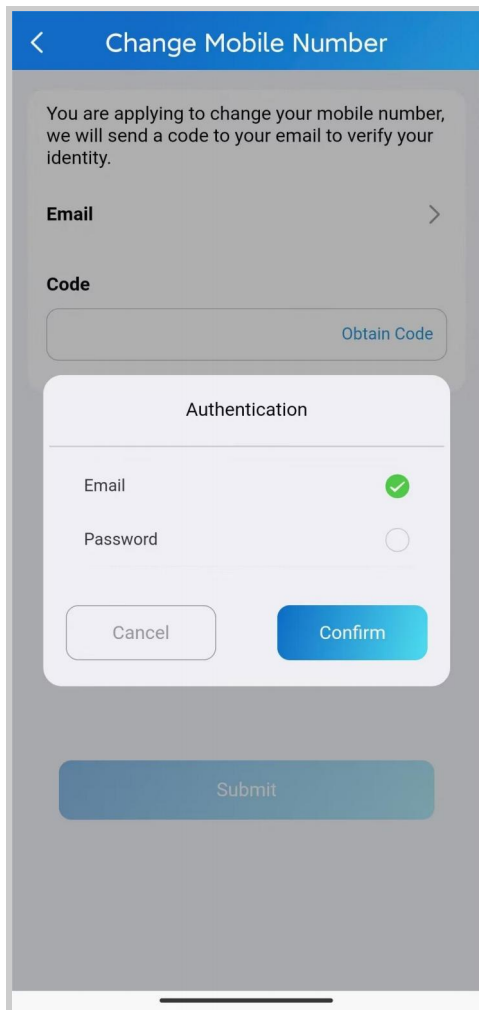 Change Mobile Number
You are applying to change your mobile number,
we will send a code to your email to verify your
identity.
Email
Code
Obtain Code
Authentication
Email
Password
Cancel
Confirm
Submit